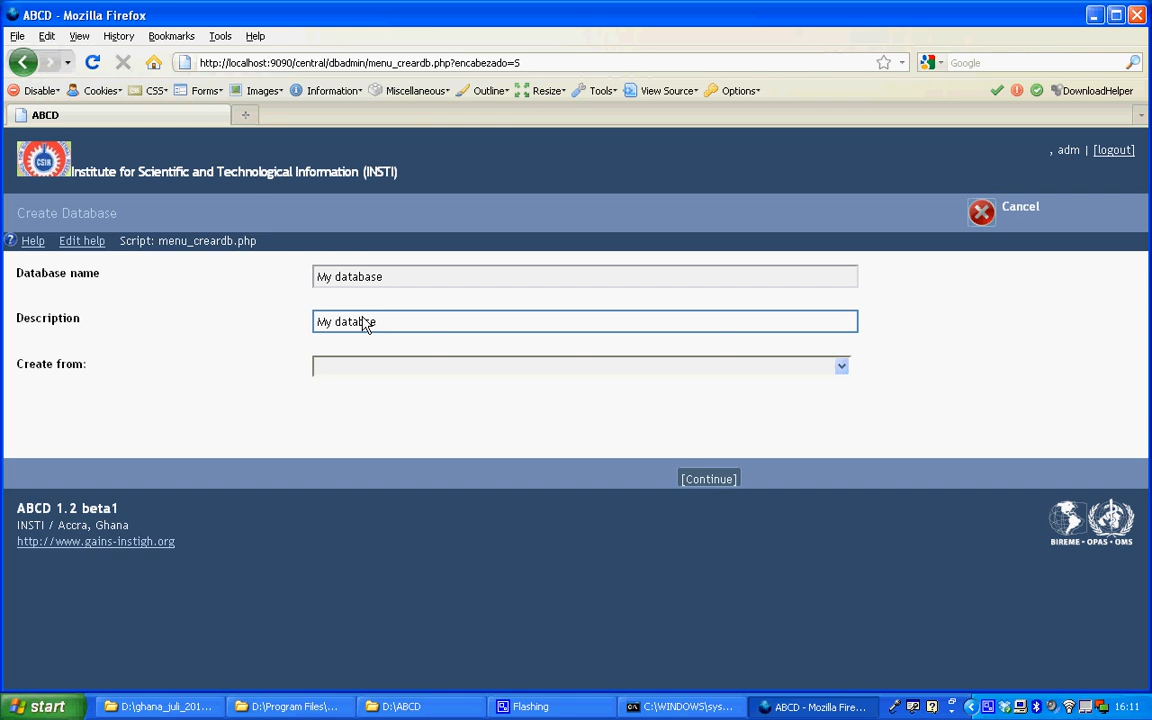 ABCD - Mozilla Firefox
File Edit View History Bookmarks Tools Help
http://localhost:9090/central/dbadmin/menu_creardb.php?encabezado=S
Google
Disable▾ Cookies▾ CSS▾ Forms▾ Images▾ Information▾ Miscellaneous▾ Outline▾ Resize▾ Tools▾ View Source▾ Options▾ DownloadHelper
ABCD
, adm | [logout]
CSIR
Institute for Scientific and Technological Information (INSTI)
Create Database
Cancel
Help Edit help Script: menu_creardb.php
Database name
My database
Description
My databse
Create from:
[Continue]
ABCD 1.2 beta1
INSTI / Accra, Ghana
http://www.gains-instigh.org
BIREME • OPAS • OMS
start D:\ghana_juli_201... D:\Program Files\... D:\ABCD Flashing C:\WINDOWS\sys... ABCD - Mozilla Fire... 16:11